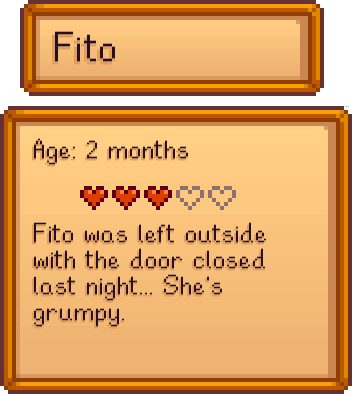 Fito
Age: 2 months
Fito was left outside
with the door closed
last night... She's
grumpy.